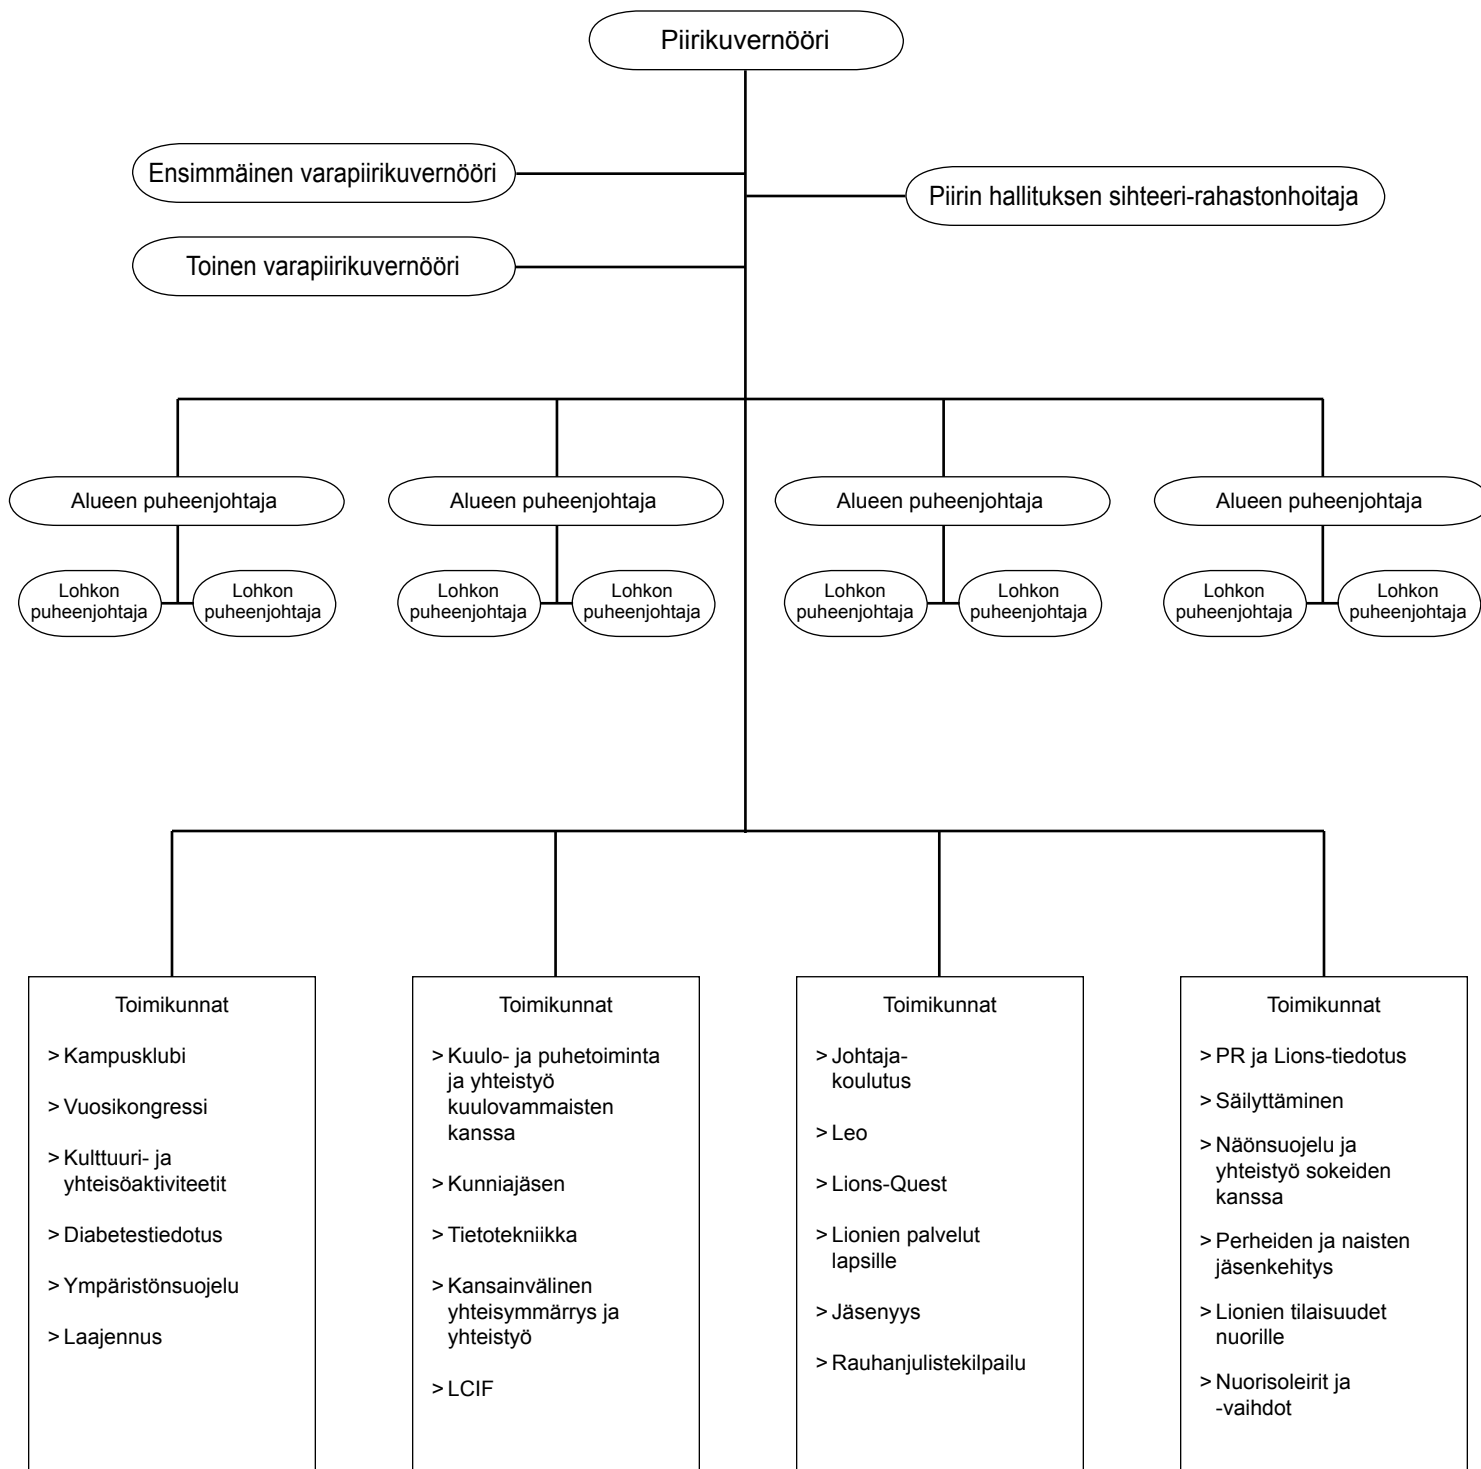 Piirikuvernööri
Ensimmäinen varapiirikuvernööri
Piirin hallituksen sihteeri-rahastonhoitaja
Toinen varapiirikuvernööri
Alueen puheenjohtaja
Alueen puheenjohtaja
Alueen puheenjohtaja
Alueen puheenjohtaja
Lohkon
puheenjohtaja
Lohkon
puheenjohtaja
Lohkon
puheenjohtaja
Lohkon
puheenjohtaja
Lohkon
puheenjohtaja
Lohkon
puheenjohtaja
Lohkon
puheenjohtaja
Lohkon
puheenjohtaja
Toimikunnat
> Kampusklubi
> Vuosikongressi
> Kulttuuri- ja
yhteisöaktiviteetit
> Diabetestiedotus
> Ympäristönsuojelu
> Laajennus
Toimikunnat
> Kuulo- ja puhetoiminta
ja yhteistyö
kuulovammaisten
kanssa
> Kunniajäsen
> Tietotekniikka
> Kansainvälinen
yhteisymmärrys ja
yhteistyö
> LCIF
Toimikunnat
> Johtaja-
koulutus
> Leo
> Lions-Quest
> Lionien palvelut
lapsille
> Jäsenyys
> Rauhanjulistekilpailu
Toimikunnat
> PR ja Lions-tiedotus
> Säilyttäminen
> Näönsuojelu ja
yhteistyö sokeiden
kanssa
> Perheiden ja naisten
jäsenkehitys
> Lionien tilaisuudet
nuorille
> Nuorisoleirit ja
-vaihdot